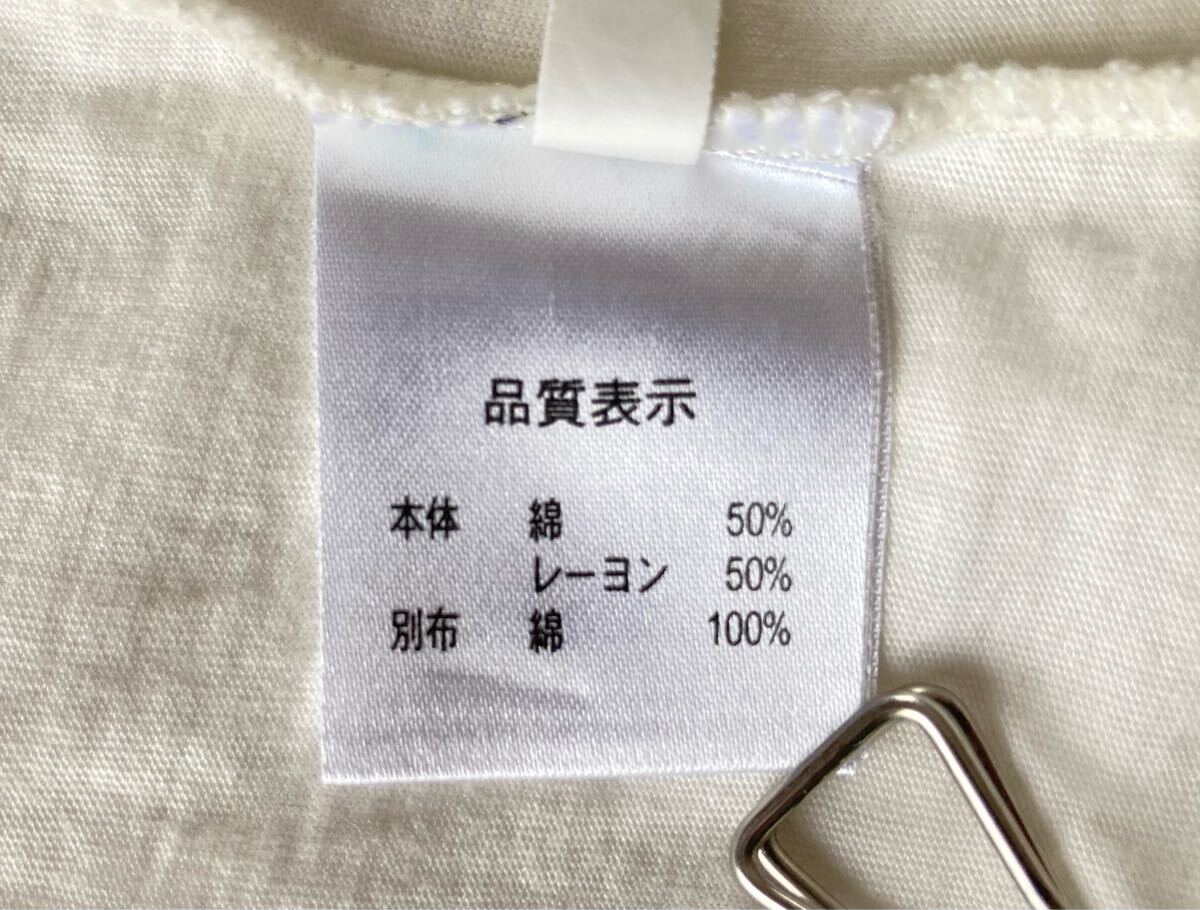 品質表示
本体 綿 50%
レーヨン 50%
別布 綿 100%